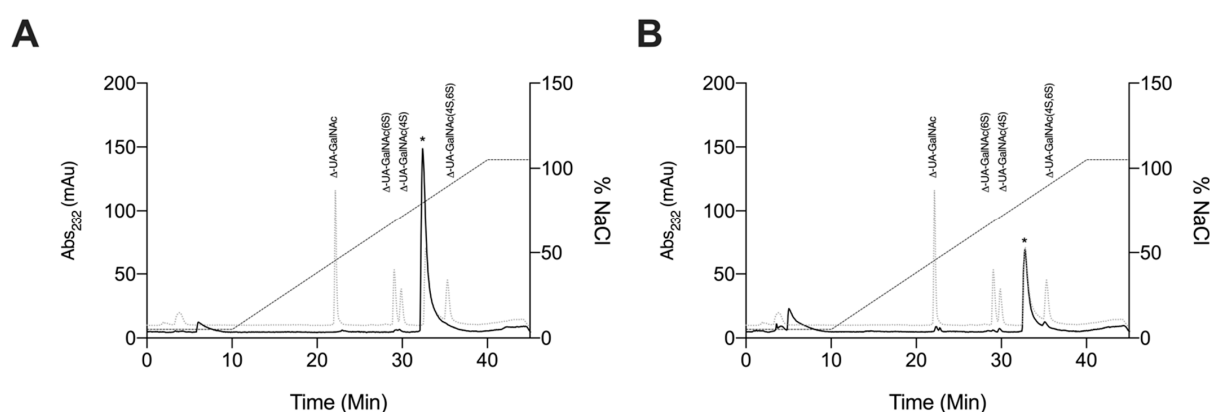 A
200
150
100
50
0
Abs232 (mAu)
Δ-UA-GalNAc
Δ-UA-GalNAc(6S)
Δ-UA-GalNAc(4S)
*
Δ-UA-GalNAc(4S,6S)
150
100
50
0
% NaCl
0 10 20 30 40
Time (Min)
B
200
150
100
50
0
Abs232 (mAu)
Δ-UA-GalNAc
Δ-UA-GalNAc(6S)
Δ-UA-GalNAc(4S)
*
Δ-UA-GalNAc(4S,6S)
150
100
50
0
% NaCl
0 10 20 30 40
Time (Min)